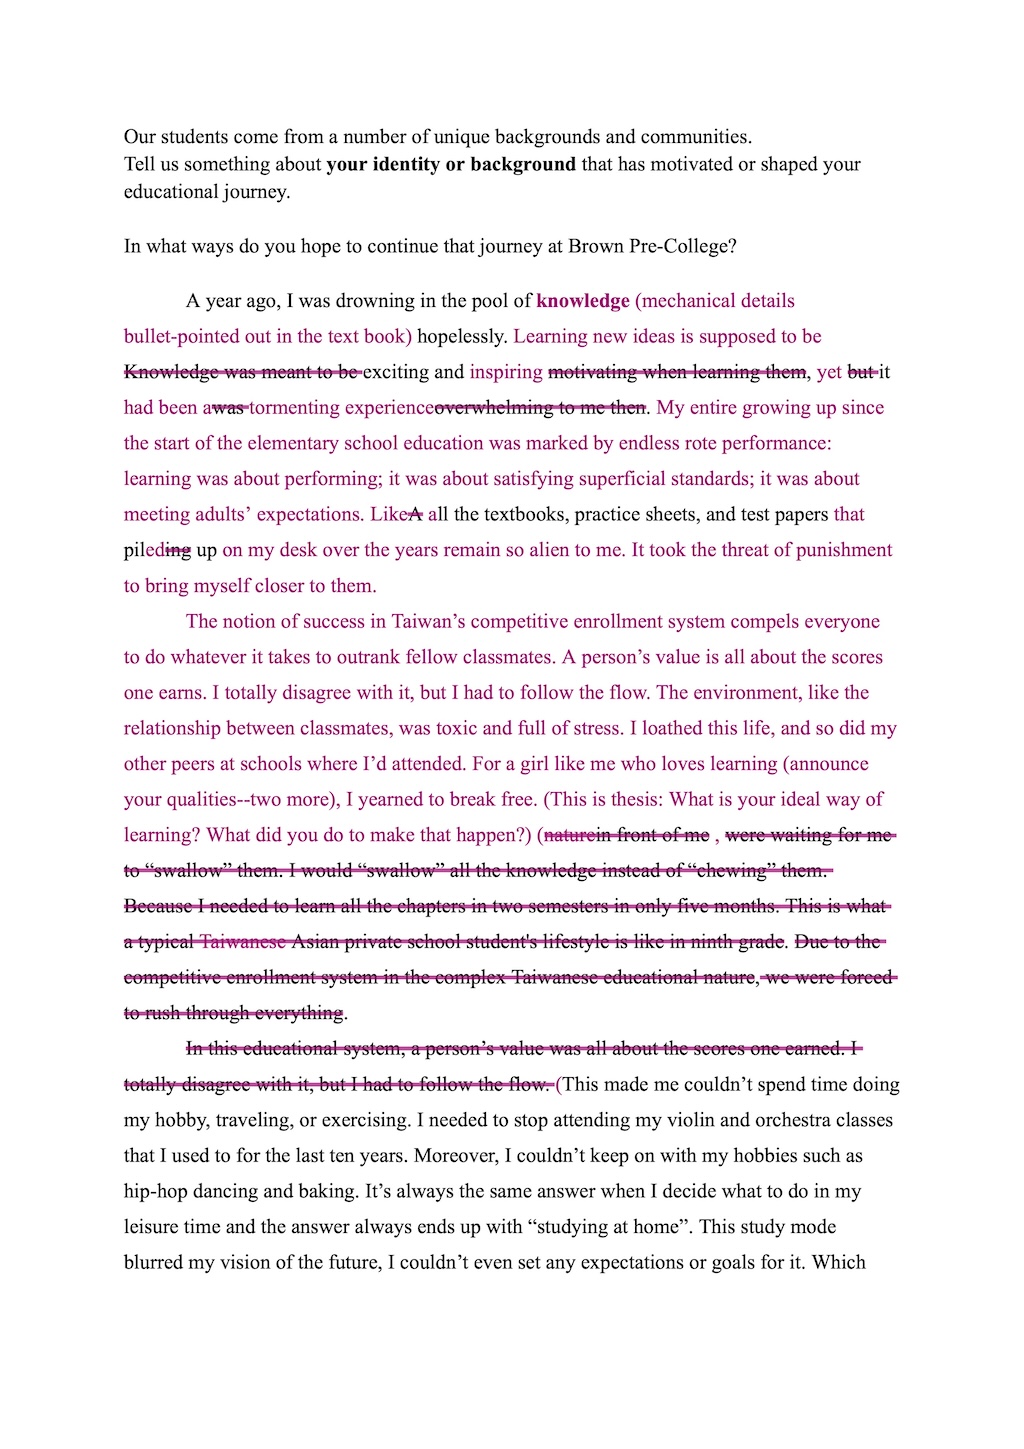 Our students come from a number of unique backgrounds and communities.
Tell us something about your identity or background that has motivated or shaped your
educational journey.
In what ways do you hope to continue that journey at Brown Pre-College?
A year ago, I was drowning in the pool of knowledge (mechanical details
bullet-pointed out in the text book) hopelessly. Learning new ideas is supposed to be
Knowledge was meant to be exciting and inspiring motivating when learning them, yet but it
had been awas tormenting experienceoverwhelming to me then. My entire growing up since
the start of the elementary school education was marked by endless rote performance:
learning was about performing; it was about satisfying superficial standards; it was about
meeting adults’ expectations. LikeA all the textbooks, practice sheets, and test papers that
pileding up on my desk over the years remain so alien to me. It took the threat of punishment
to bring myself closer to them.
The notion of success in Taiwan’s competitive enrollment system compels everyone
to do whatever it takes to outrank fellow classmates. A person’s value is all about the scores
one earns. I totally disagree with it, but I had to follow the flow. The environment, like the
relationship between classmates, was toxic and full of stress. I loathed this life, and so did my
other peers at schools where I’d attended. For a girl like me who loves learning (announce
your qualities--two more), I yearned to break free. (This is thesis: What is your ideal way of
learning? What did you do to make that happen?) (naturein front of me , were waiting for me
to “swallow” them. I would “swallow” all the knowledge instead of “chewing” them.
Because I needed to learn all the chapters in two semesters in only five months. This is what
a typical Taiwanese Asian private school student's lifestyle is like in ninth grade. Due to the
competitive enrollment system in the complex Taiwanese educational nature, we were forced
to rush through everything.
In this educational system, a person’s value was all about the scores one earned. I
totally disagree with it, but I had to follow the flow. (This made me couldn’t spend time doing
my hobby, traveling, or exercising. I needed to stop attending my violin and orchestra classes
that I used to for the last ten years. Moreover, I couldn’t keep on with my hobbies such as
hip-hop dancing and baking. It’s always the same answer when I decide what to do in my
leisure time and the answer always ends up with “studying at home”. This study mode
blurred my vision of the future, I couldn’t even set any expectations or goals for it. Which